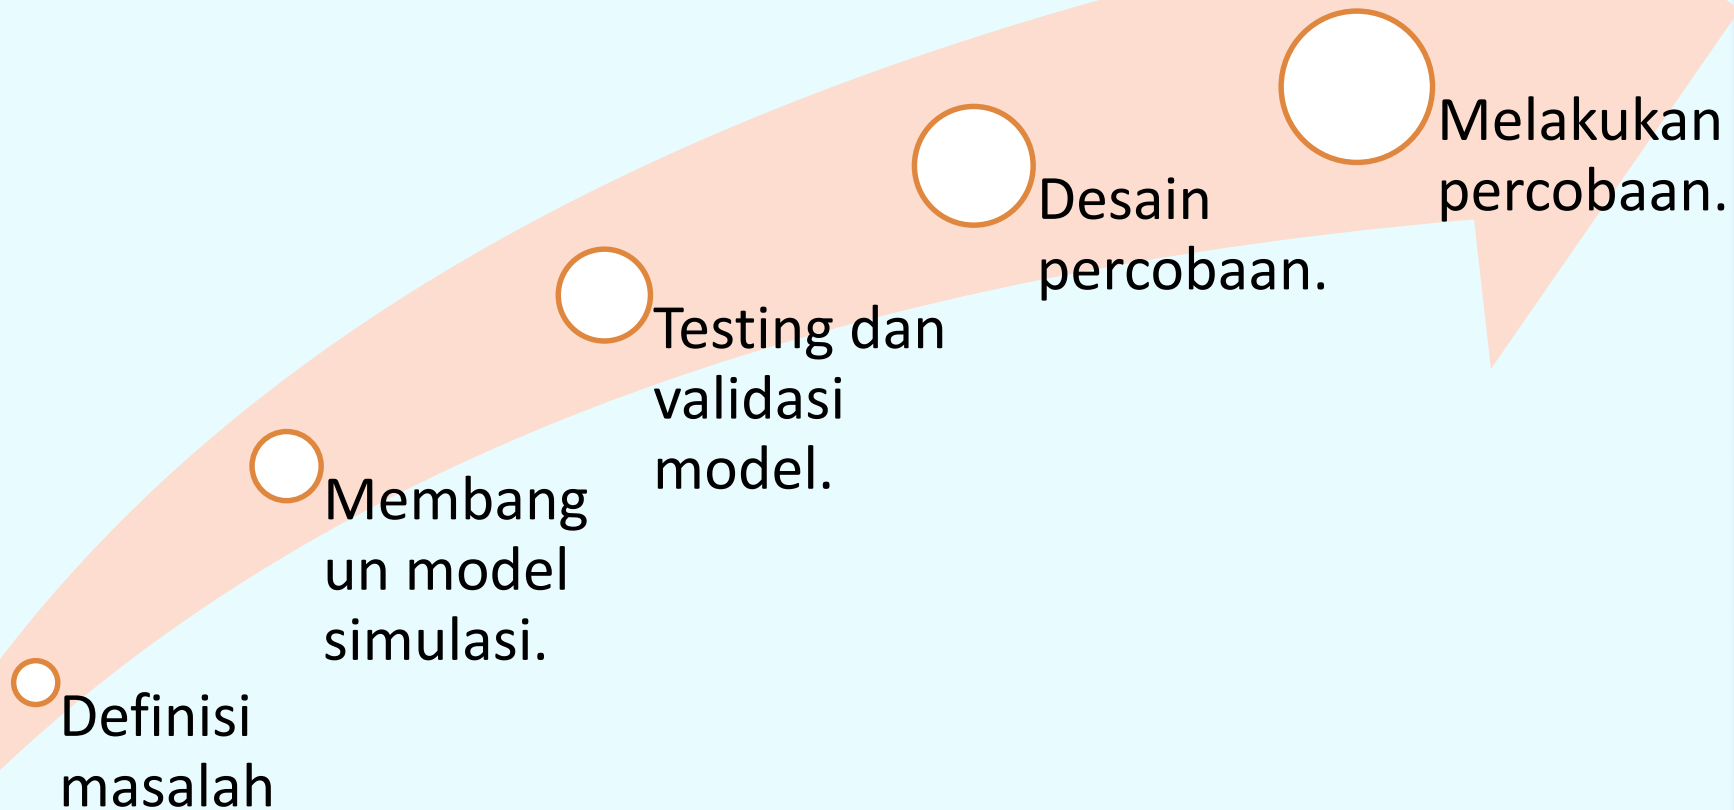 Definisi
masalah
Membang
un model
simulasi.
Testing dan
validasi
model.
Desain
percobaan.
Melakukan
percobaan.